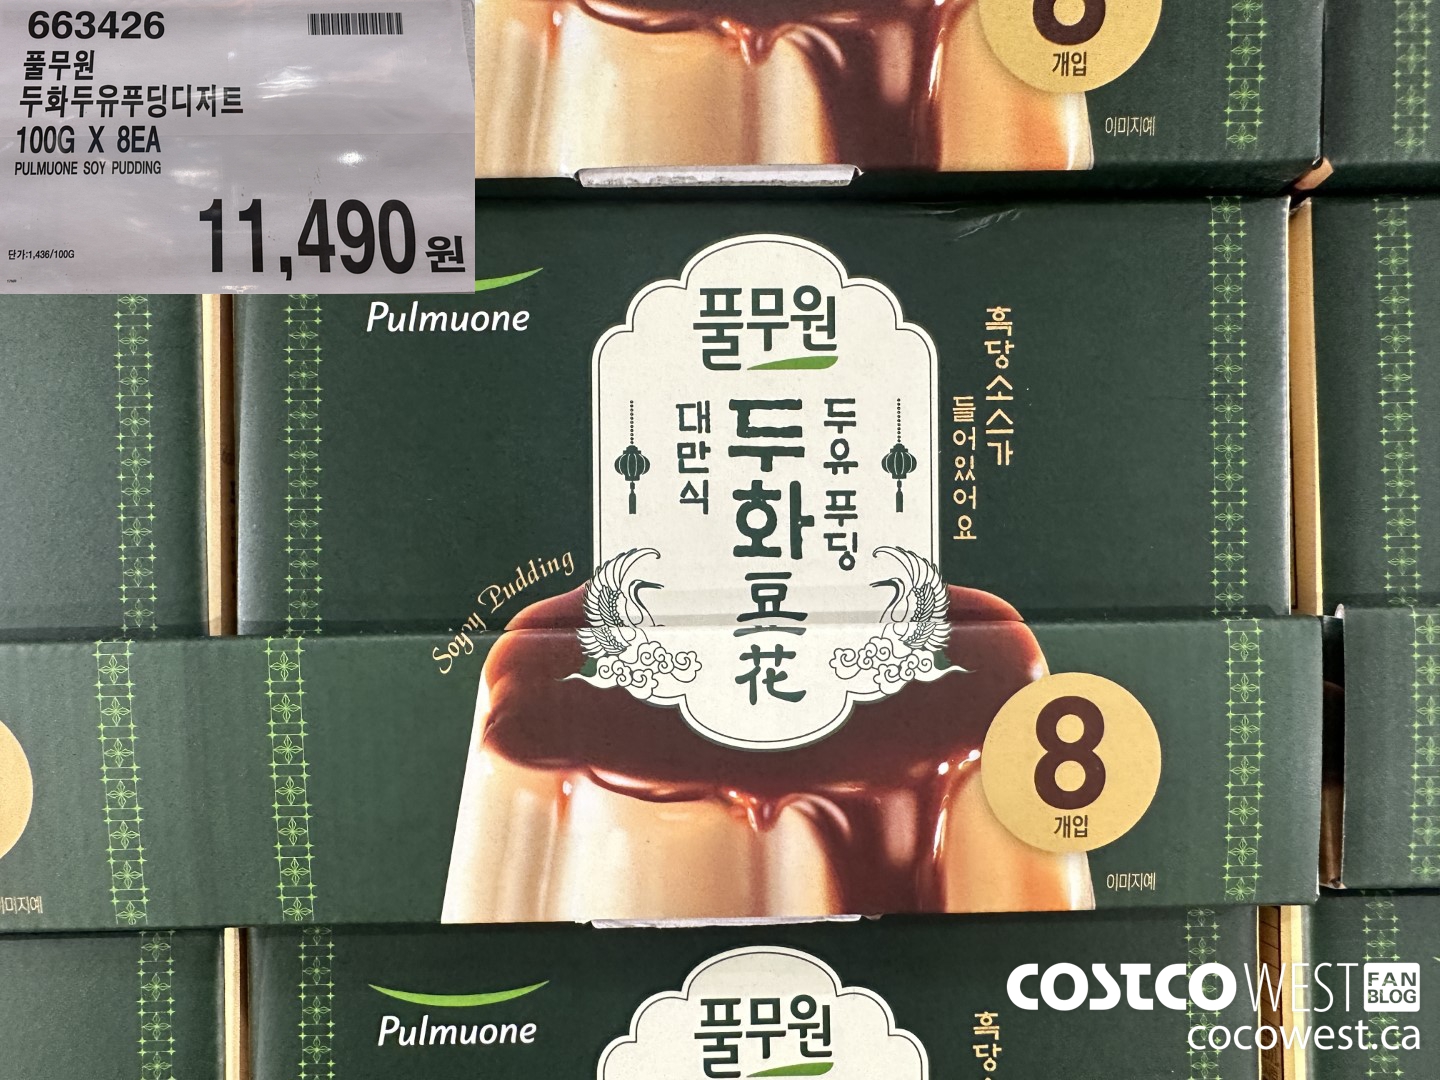 663426
풀무원
두화두유푸딩디저트
100G X 8EA
PULMUONE SOY PUDDING
11,490원
단가:1,436/100G
8
개입
이미지예
Pulmuone
풀무원
대만식
두화
豆花
두유 푸딩
흑당소스가
들어있어요
Soy'y Pudding
8
개입
이미지예
이미지예
Pulmuone
풀무원
흑당
COSTCO WEST FAN BLOG
cocowest.ca